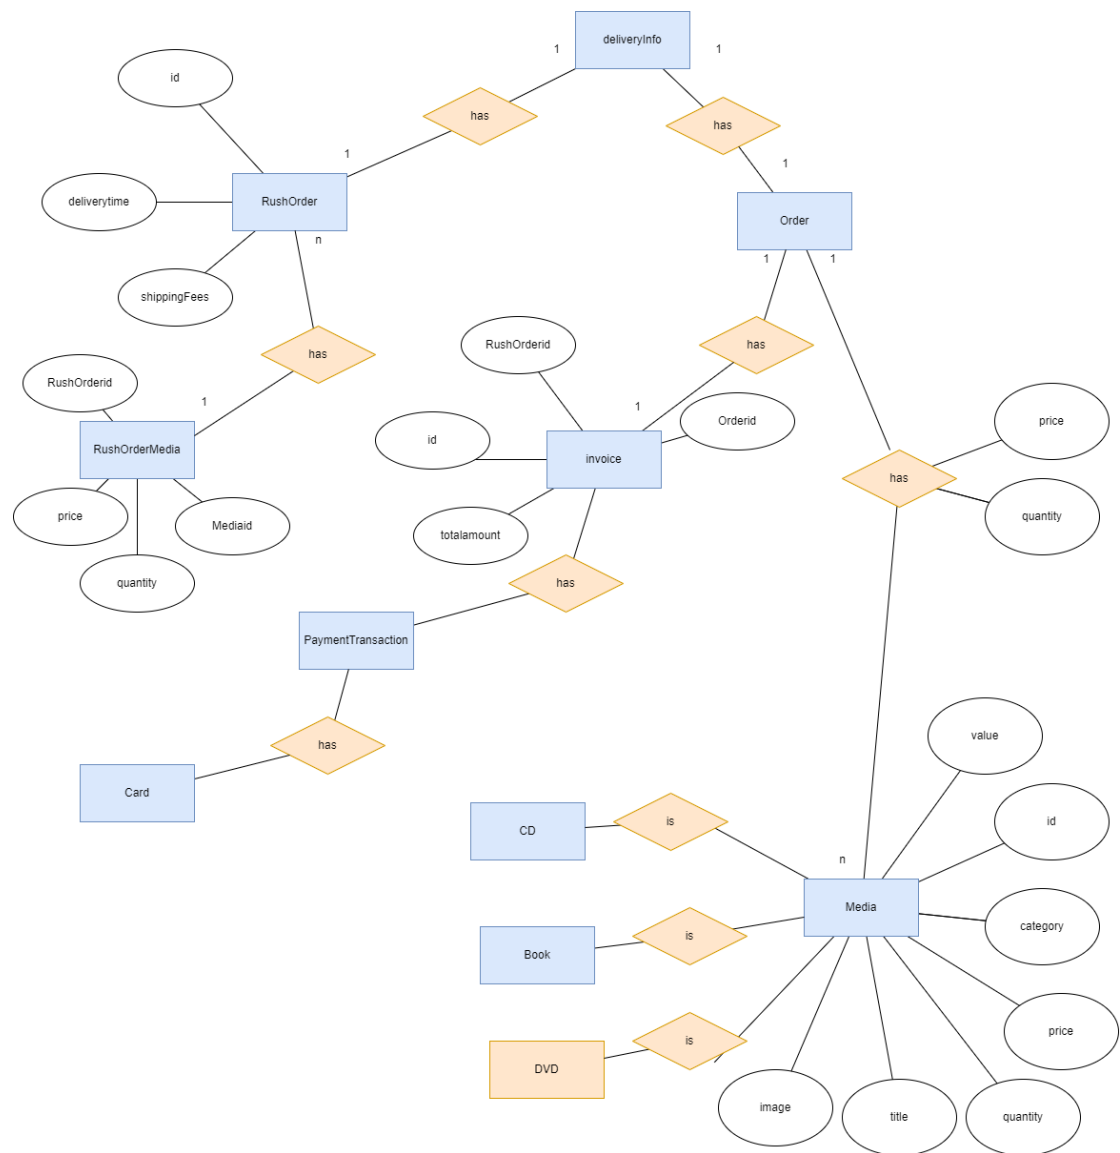 deliveryInfo
1
1
id
has
has
1
1
deliverytime
RushOrder
Order
n
1
1
shippingFees
RushOrderid
has
has
RushOrderid
1
1
Orderid
price
RushOrderMedia
id
invoice
has
price
Mediaid
quantity
totalamount
quantity
has
PaymentTransaction
has
value
Card
CD
is
id
n
Media
category
Book
is
price
DVD
is
image
title
quantity